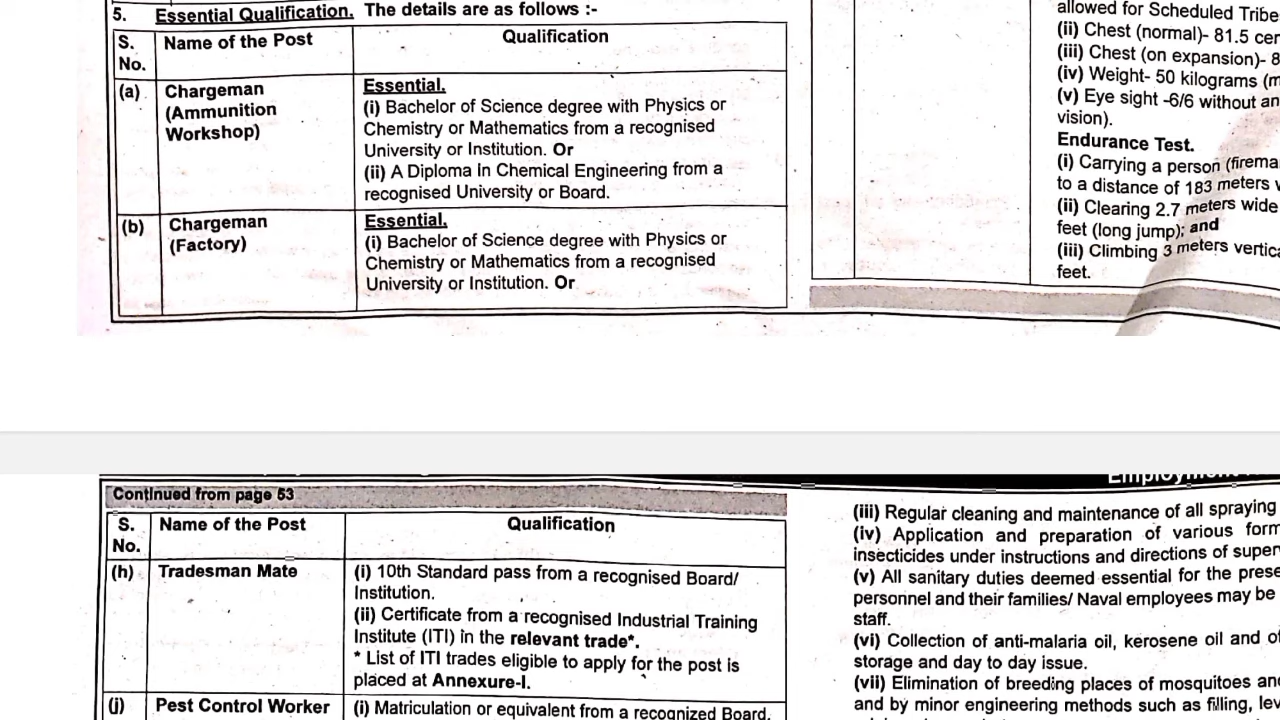 5. Essential Qualification. The details are as follows :-
S. No.
Name of the Post
Qualification
(a)
Chargeman
(Ammunition
Workshop)
Essential.
(i) Bachelor of Science degree with Physics or
Chemistry or Mathematics from a recognised
University or Institution. Or
(ii) A Diploma in Chemical Engineering from a
recognised University or Board.
(b)
Chargeman
(Factory)
Essential.
(i) Bachelor of Science degree with Physics or
Chemistry or Mathematics from a recognised
University or Institution. Or
allowed for Scheduled Tribe
(ii) Chest (normal)- 81.5
(iii) Chest (on expansion)-
(iv) Weight- 50 kilograms
(v) Eye sight -6/6 without
vision).
Endurance Test.
(i) Carrying a person
to a distance of 183 meters
(ii) Clearing 2.7 meters wide
feet (long jump); and
(iii) Climbing 3 meters
feet.
Continued from page 53
S. No.
Name of the Post
Qualification
(h)
Tradesman Mate
(i) 10th Standard pass from a recognised Board/
Institution.
(ii) Certificate from a recognised Industrial Training
Institute (ITI) in the relevant trade*.
* List of ITI trades eligible to apply for the post is
placed at Annexure-I.
(j)
Pest Control Worker
(i) Matriculation or equivalent from a recognized Board.
(iii) Regular cleaning and maintenance of all spraying
(iv) Application and preparation of various
insecticides under instructions and directions of
(v) All sanitary duties deemed essential for the
personnel and their families/ Naval employees may be
staff.
(vi) Collection of anti-malaria oil, kerosene oil and
storage and day to day issue.
(vii) Elimination of breeding places of mosquitoes
and by minor engineering methods such as filling,